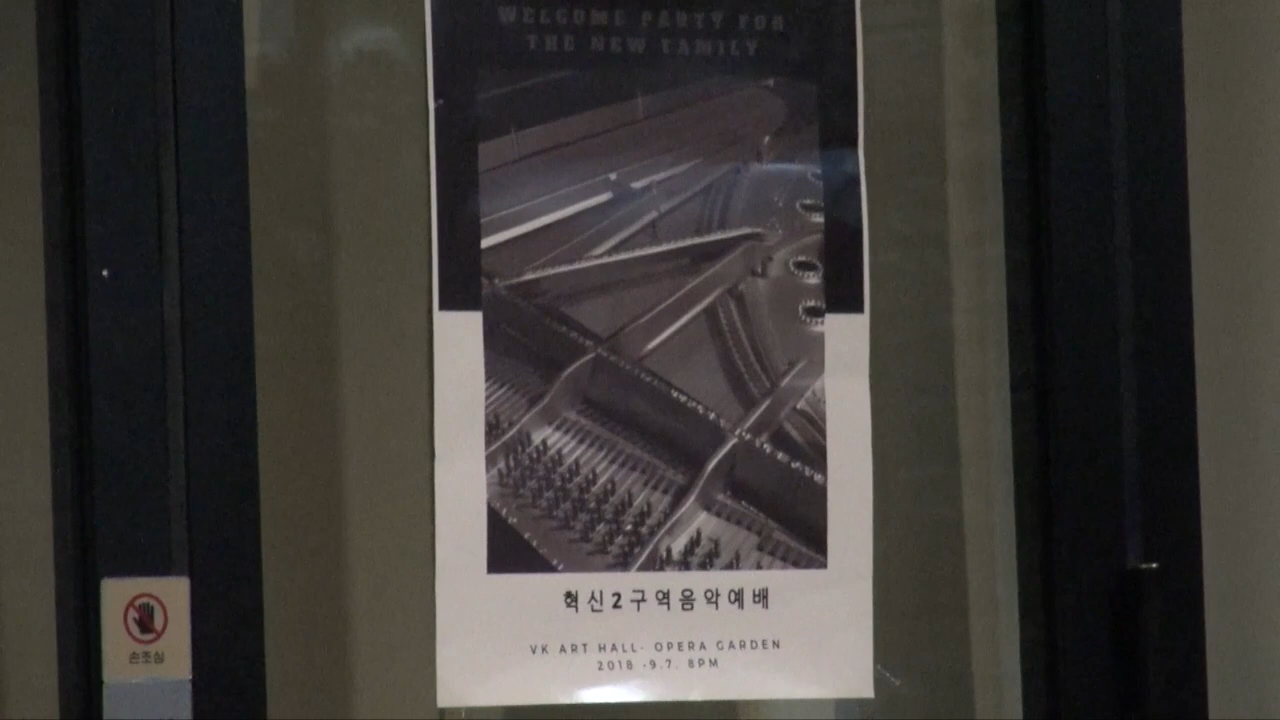 WELCOME PARTY FOR
THE NEW FAMILY
혁신2구역음악예배
VK ART HALL- OPERA GARDEN
2018 -9.7. 8PM
손조심